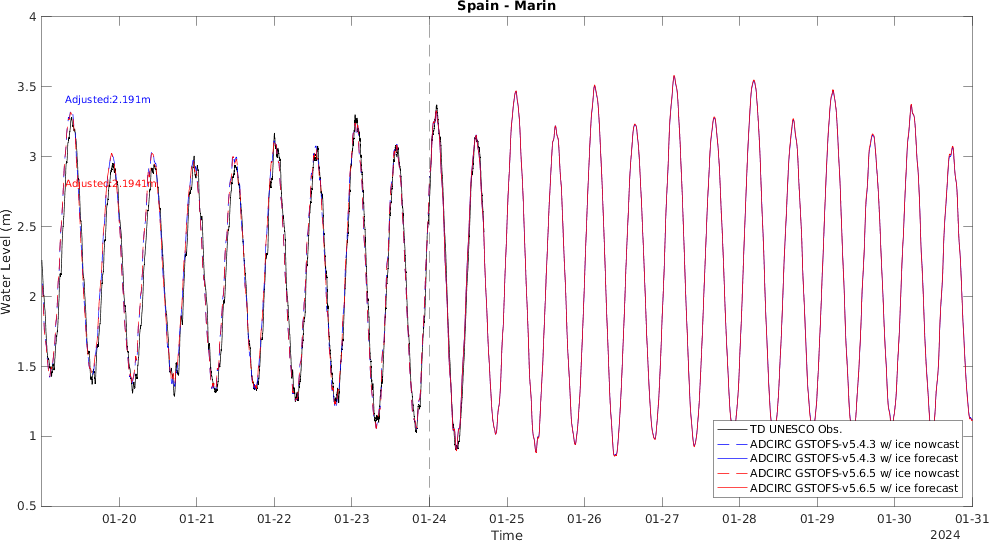 Spain - Marin
4
3.5
3
2.5
2
1.5
1
0.5
Water Level (m)
Adjusted:2.191m
Adjusted:2.1941m
TD UNESCO Obs.
ADCIRC GSTOFS-v5.4.3 w/ ice nowcast
ADCIRC GSTOFS-v5.4.3 w/ ice forecast
ADCIRC GSTOFS-v5.6.5 w/ ice nowcast
ADCIRC GSTOFS-v5.6.5 w/ ice forecast
01-20 01-21 01-22 01-23 01-24 01-25 01-26 01-27 01-28 01-29 01-30 01-31
Time
2024